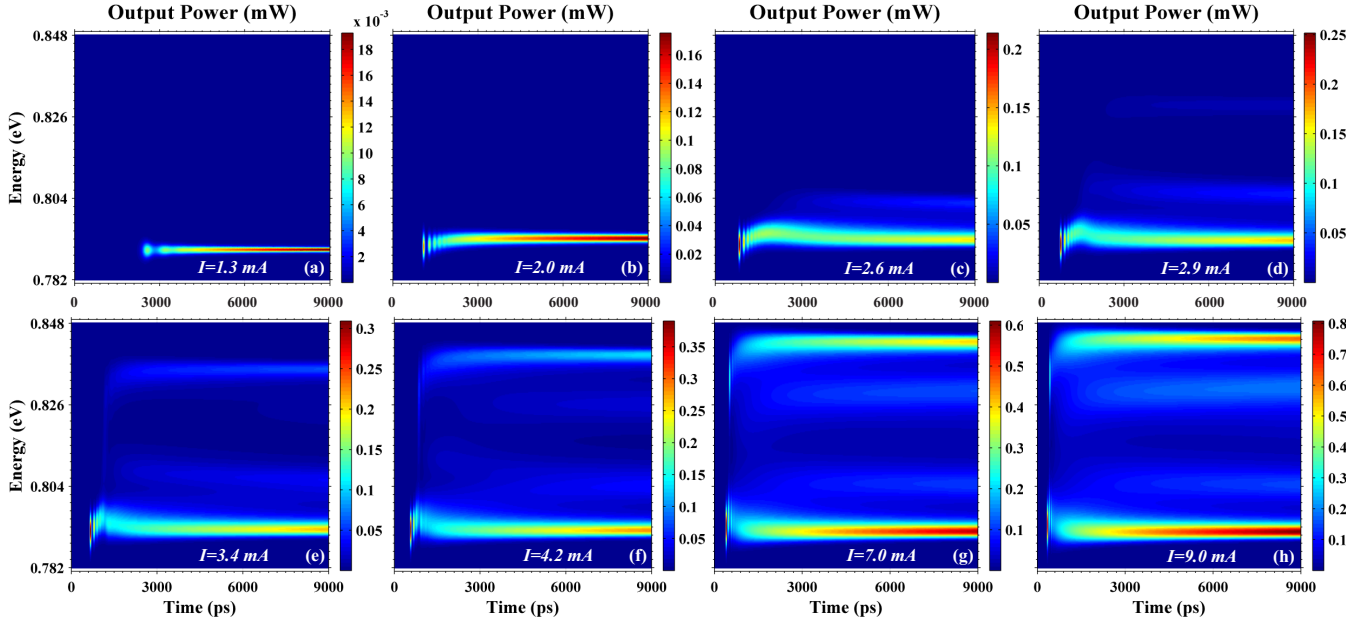 Output Power (mW) Output Power (mW) Output Power (mW) Output Power (mW)
Energy (eV)
0.848
0.826
0.804
0.782
0 3000 6000 9000
I=1.3 mA (a)
x 10⁻³
18
16
14
12
10
8
6
4
2
0 3000 6000 9000
I=2.0 mA (b)
0.16
0.14
0.12
0.1
0.08
0.06
0.04
0.02
0 3000 6000 9000
I=2.6 mA (c)
0.2
0.15
0.1
0.05
0 3000 6000 9000
I=2.9 mA (d)
0.25
0.2
0.15
0.1
0.05
Energy (eV)
0.848
0.826
0.804
0.782
0 3000 6000 9000
Time (ps)
I=3.4 mA (e)
0.3
0.25
0.2
0.15
0.1
0.05
0 3000 6000 9000
Time (ps)
I=4.2 mA (f)
0.35
0.3
0.25
0.2
0.15
0.1
0.05
0 3000 6000 9000
Time (ps)
I=7.0 mA (g)
0.6
0.5
0.4
0.3
0.2
0.1
0 3000 6000 9000
Time (ps)
I=9.0 mA (h)
0.8
0.7
0.6
0.5
0.4
0.3
0.2
0.1